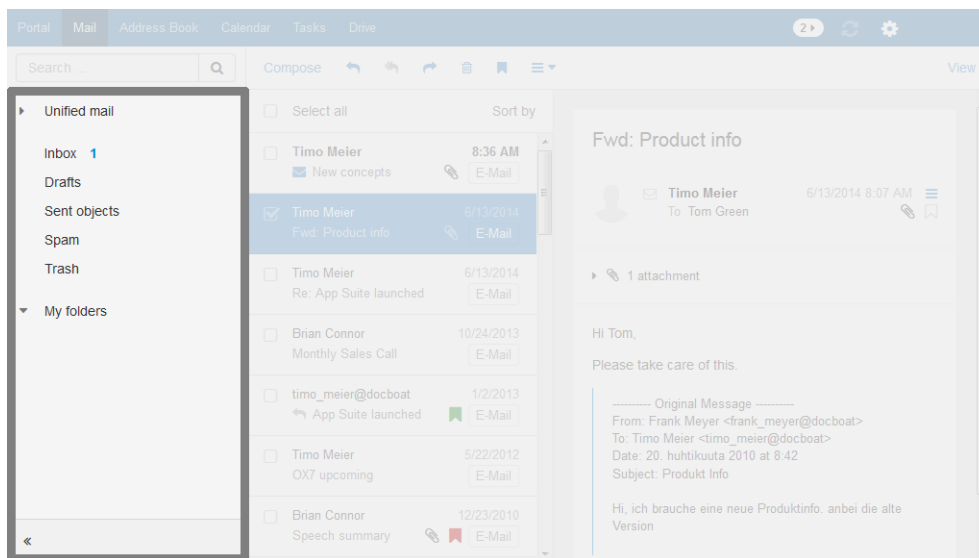 Portal Mail Address Book Calendar Tasks Drive 2
Search ...
Compose
View
Unified mail
Inbox 1
Drafts
Sent objects
Spam
Trash
My folders
«
Select all Sort by
Timo Meier 8:36 AM
New concepts E-Mail
Timo Meier 6/13/2014
Fwd: Product info E-Mail
Timo Meier 6/13/2014
Re: App Suite launched E-Mail
Brian Connor 10/24/2013
Monthly Sales Call E-Mail
timo_meier@docboat 1/2/2013
App Suite launched E-Mail
Timo Meier 5/22/2012
OX7 upcoming E-Mail
Brian Connor 12/23/2010
Speech summary E-Mail
Fwd: Product info
Timo Meier 6/13/2014 8:07 AM
To Tom Green
1 attachment
Hi Tom,
Please take care of this.
---------- Original Message ----------
From: Frank Meyer <frank_meyer@docboat>
To: Timo Meier <timo_meier@docboat>
Date: 20. huhtikuuta 2010 at 8:42
Subject: Produkt Info
Hi, ich brauche eine neue Produktinfo. anbei die alte
Version